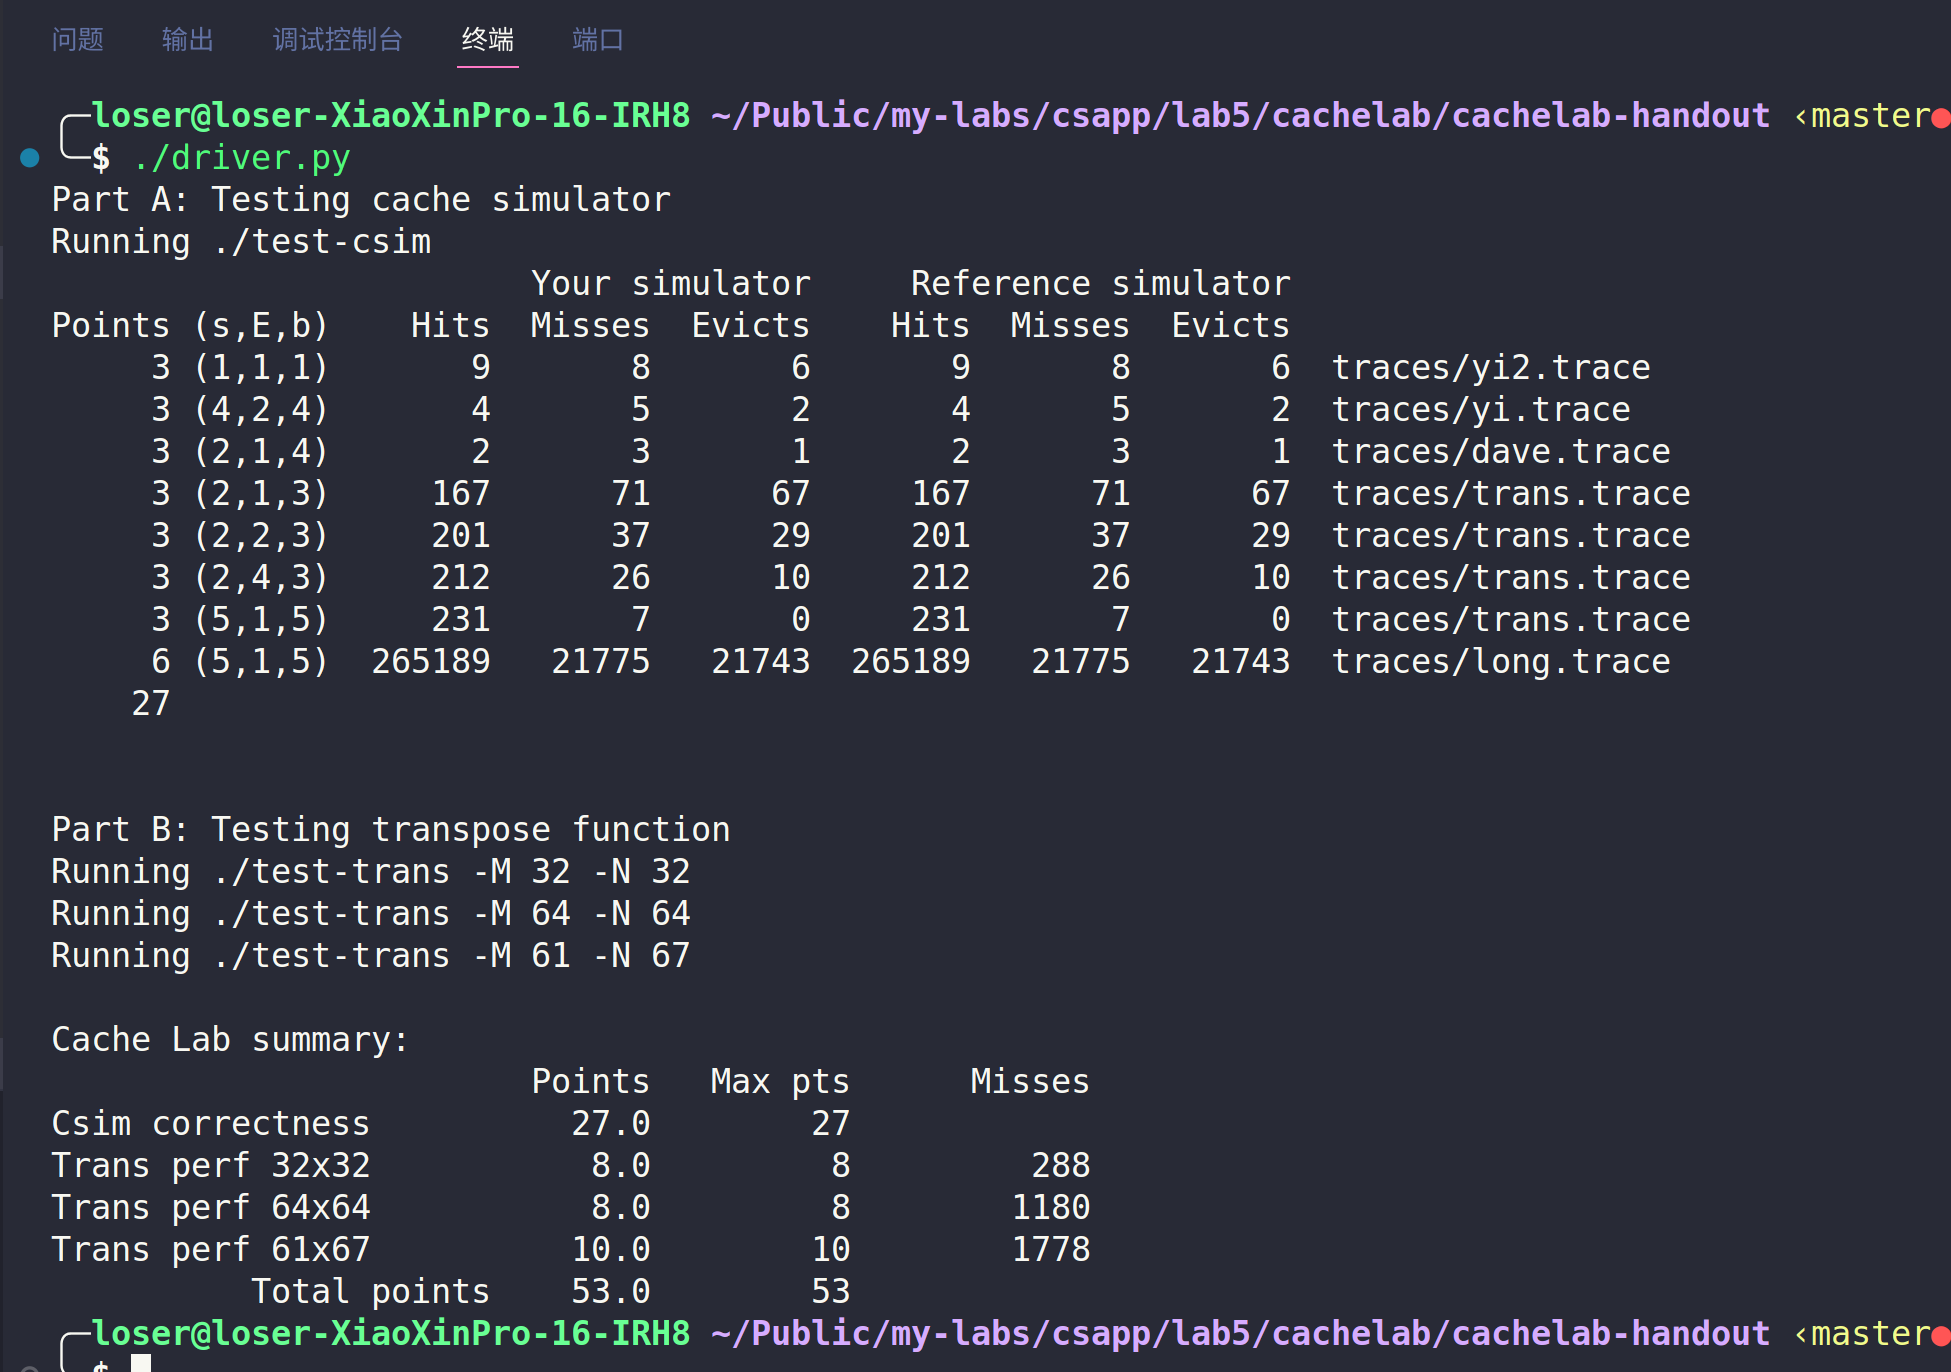 问题 输出 调试控制台 终端 端口
loser@loser-XiaoXinPro-16-IRH8 ~/Public/my-labs/csapp/lab5/cachelab/cachelab-handout ‹master●
$ ./driver.py
Part A: Testing cache simulator
Running ./test-csim
Your simulator Reference simulator
Points (s,E,b) Hits Misses Evicts Hits Misses Evicts
3 (1,1,1) 9 8 6 9 8 6 traces/yi2.trace
3 (4,2,4) 4 5 2 4 5 2 traces/yi.trace
3 (2,1,4) 2 3 1 2 3 1 traces/dave.trace
3 (2,1,3) 167 71 67 167 71 67 traces/trans.trace
3 (2,2,3) 201 37 29 201 37 29 traces/trans.trace
3 (2,4,3) 212 26 10 212 26 10 traces/trans.trace
3 (5,1,5) 231 7 0 231 7 0 traces/trans.trace
6 (5,1,5) 265189 21775 21743 265189 21775 21743 traces/long.trace
27
Part B: Testing transpose function
Running ./test-trans -M 32 -N 32
Running ./test-trans -M 64 -N 64
Running ./test-trans -M 61 -N 67
Cache Lab summary:
Points Max pts Misses
Csim correctness 27.0 27
Trans perf 32x32 8.0 8 288
Trans perf 64x64 8.0 8 1180
Trans perf 61x67 10.0 10 1778
Total points 53.0 53
loser@loser-XiaoXinPro-16-IRH8 ~/Public/my-labs/csapp/lab5/cachelab/cachelab-handout ‹master●
$